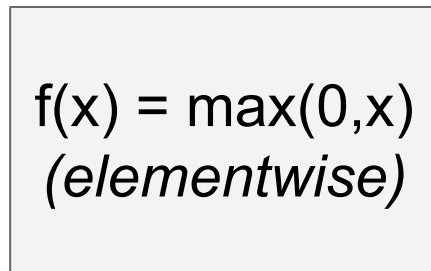 f(x) = max(0,x)
(elementwise)